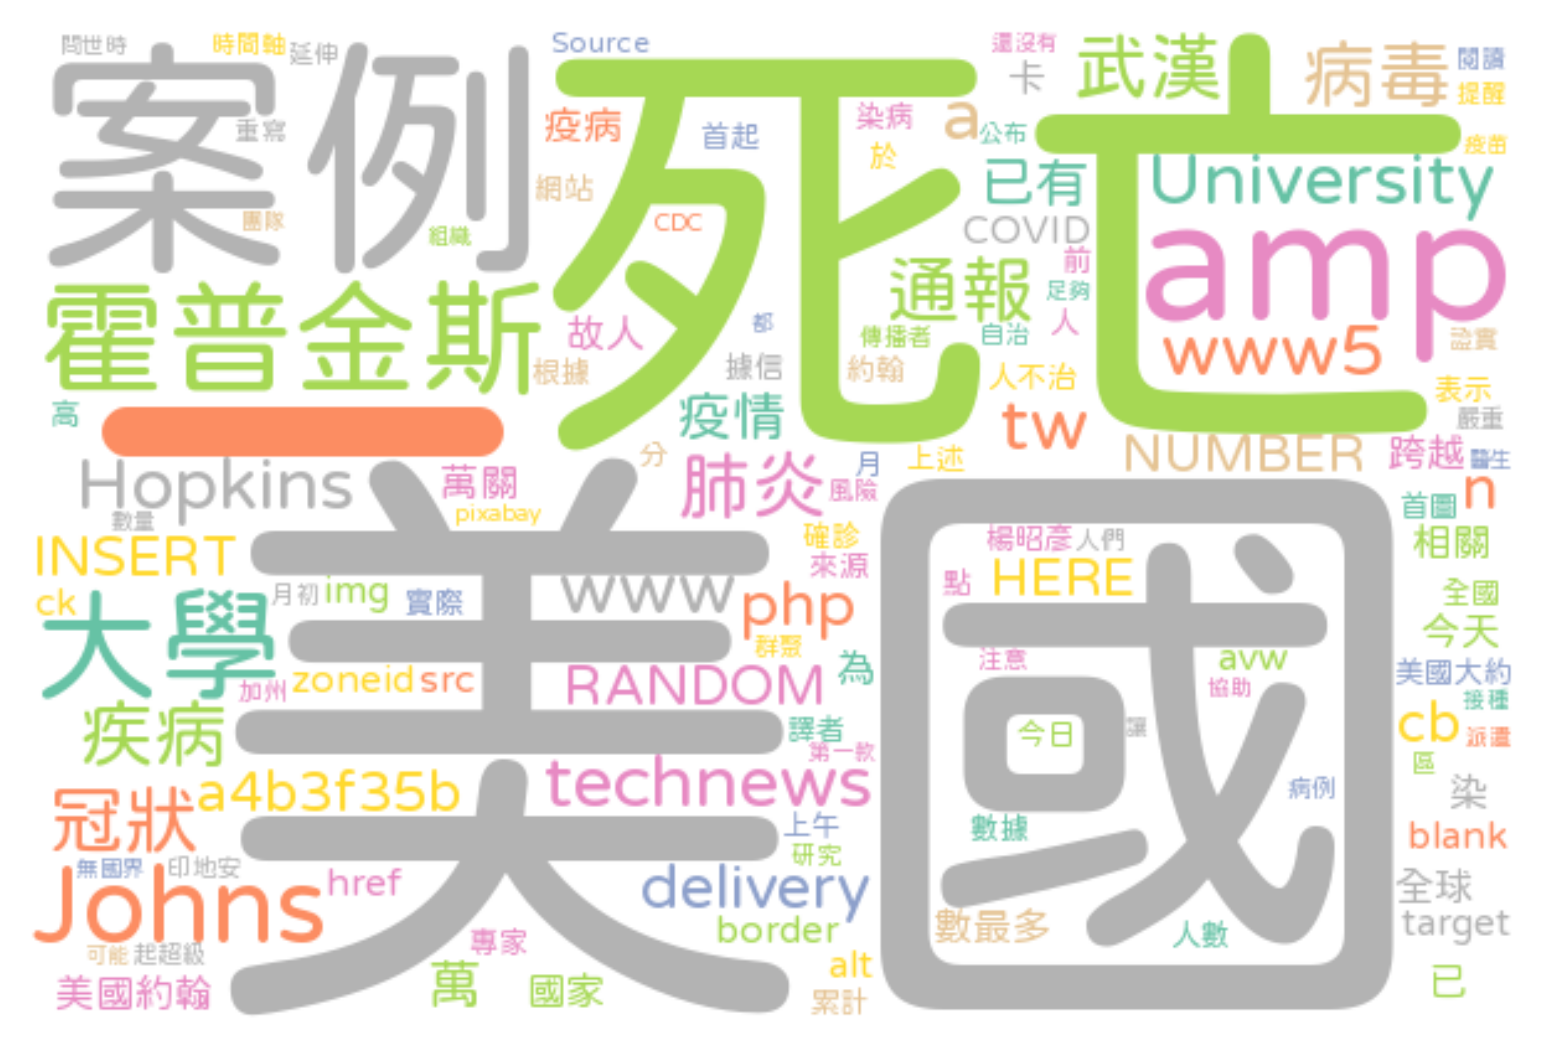 問世時 時間軸 延伸 Source 還沒有 武漢 病毒 閱讀
案例 死亡 卡 提醒
重寫 疫病 首起 染病 a 公布 疫苗
於
網站 已有 University
團隊 組織 CDC COVID amp
霍普金斯 通報 前
故人 都 傳播者 自治 足夠 人 www5
根據 據信 約翰 人不治 表示
高 一 疫情 tw 嚴重
分 上述 NUMBER 跨越 醫生
Hopkins 萬關 肺炎 月 風險 首圖 n
數量 pixabay 美國
INSERT 確診 楊昭彥 人們 相關
來源 點 HERE
ck 月初 img 實際 www php 全國
大學 群聚 今天
加州 zoneid src RANDOM 為 注意 avw 美國大約
協助 接種
疾病 譯者 今日 讓 cb 派遣
第一款 區
冠狀 a4b3f35b technews 病例 染
上午 數據 blank
研究
無國界 印地安 全球
Johns href delivery target
border 數最多 人數
可能 起超級 專家
美國約翰 萬 國家 alt 已
累計